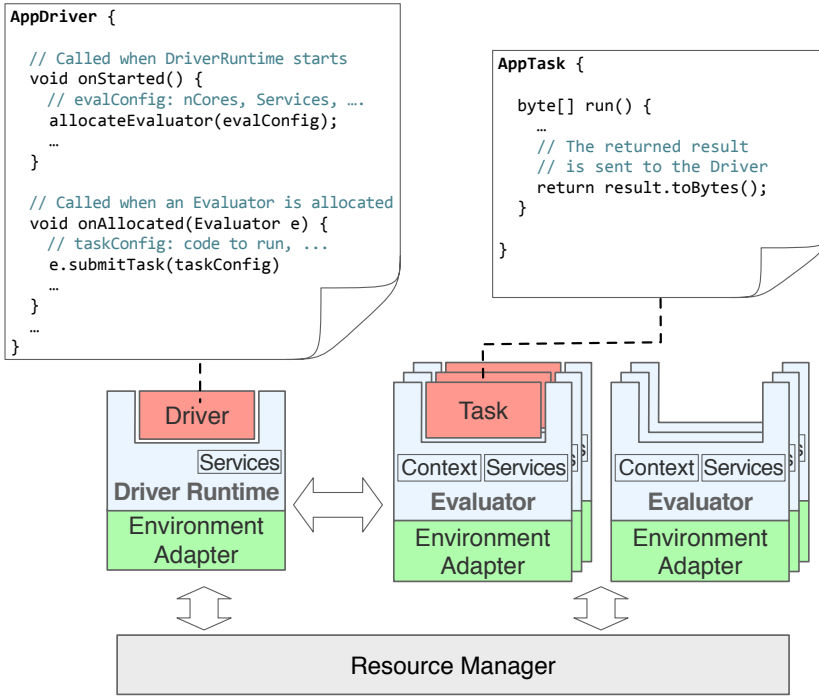 AppDriver {
// Called when DriverRuntime starts
void onStarted() {
// evalConfig: nCores, Services, ….
allocateEvaluator(evalConfig);
…
}
// Called when an Evaluator is allocated
void onAllocated(Evaluator e) {
// taskConfig: code to run, ...
e.submitTask(taskConfig)
…
}
…
}
AppTask {
byte[] run() {
…
// The returned result
// is sent to the Driver
return result.toBytes();
}
}
Driver
Services
Driver Runtime
Environment
Adapter
Task
Context
Services
Evaluator
Environment
Adapter
Context
Services
Evaluator
Environment
Adapter
Resource Manager